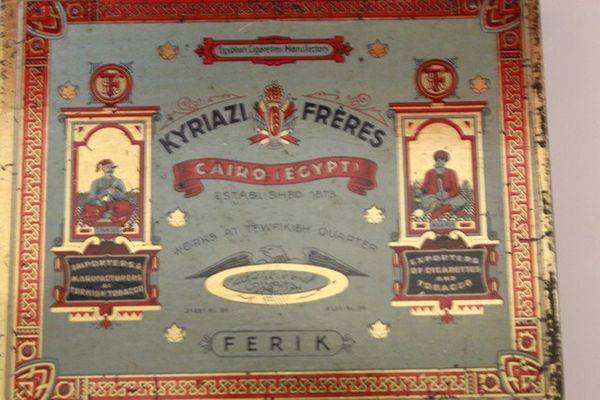 Egyptian Cigarettes Manufactory
KYRIAZI FRÈRES
CAIRO (EGYPT)
ESTABLISHED 1873
WORKS AT TEWFIKIEH QUARTER
IMPORTERS &
MANUFACTURERS
OF
TURKISH TOBACCO
EXPORTERS
OF CIGARETTES
AND
TOBACCO
FERIK